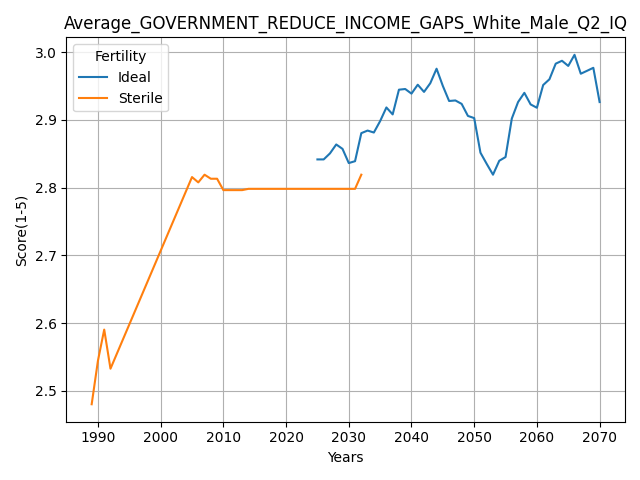 Average_GOVERNMENT_REDUCE_INCOME_GAPS_White_Male_Q2_IQ
Fertility
Ideal
Sterile
Score(1-5)
3.0
2.9
2.8
2.7
2.6
2.5
1990 2000 2010 2020 2030 2040 2050 2060 2070
Years